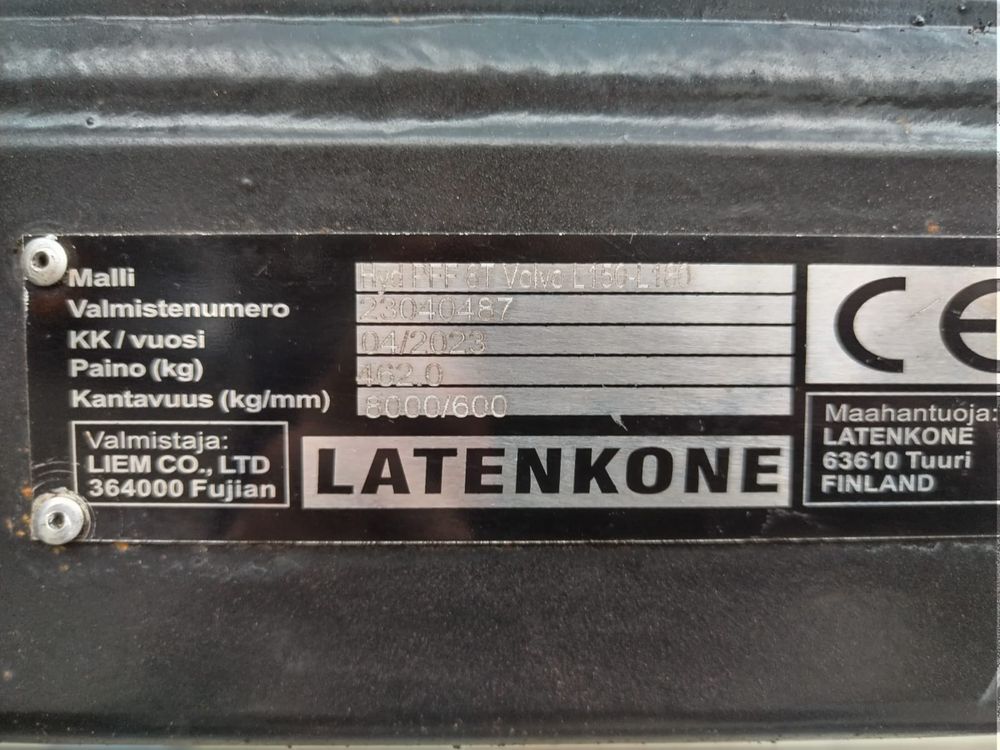 Malli Hyd 8T Volvo L150-L180
Valmistenumero 23040487
KK / vuosi 04/2023
Paino (kg) 462.0
Kantavuus (kg/mm) 8000/600
Valmistaja:
LIEM CO., LTD
364000 Fujian
LATENKONE
CE
Maahantuoja:
LATENKONE
63610 Tuuri
FINLAND